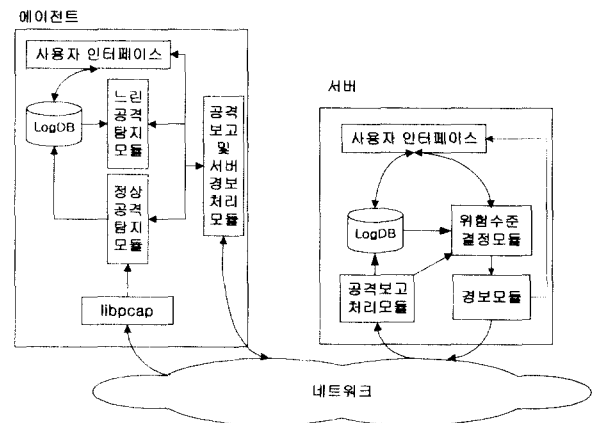 에이전트
사용자 인터페이스
LogDB
느린
공격
탐지
모듈
정상
공격
탐지
모듈
공격
보고
및
서버
경보
처리
모듈
libpcap
서버
사용자 인터페이스
LogDB
위험수준
결정모듈
공격보고
처리모듈
경보모듈
네트워크